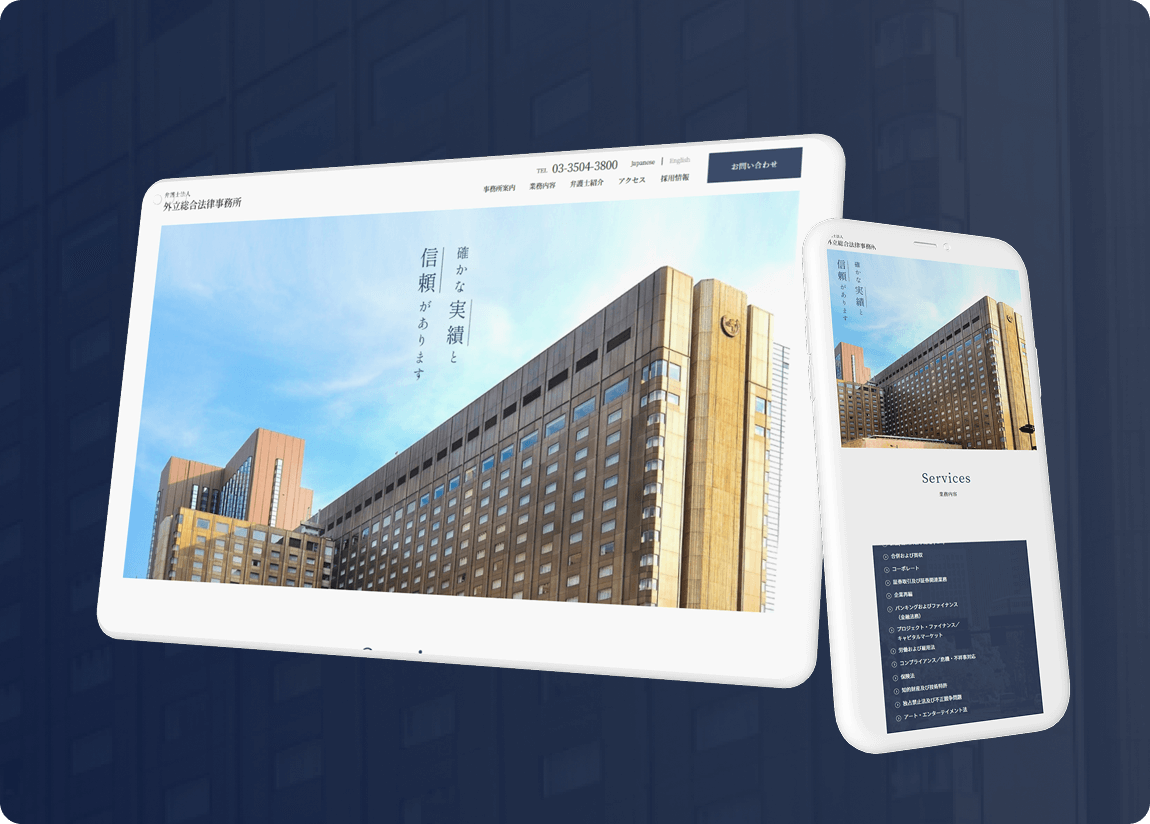 弁護士法人
外立総合法律事務所
TEL 03-3504-3800 Japanese | English
お問い合わせ
事務所案内 業務内容 弁護士紹介 アクセス 採用情報
確かな実績と
信頼があります
外立総合法律事務所
確かな実績と
信頼があります
Services
業務内容
合併および買収
コーポレート
証券取引及び証券関連業務
企業再編
バンキングおよびファイナンス
(金融法務)
プロジェクト・ファイナンス/
キャピタルマーケット
労働および雇用法
コンプライアンス/危機・不祥事対応
保険法
知的財産及び技術特許
独占禁止法及び不正競争問題
アート・エンターテイメント法